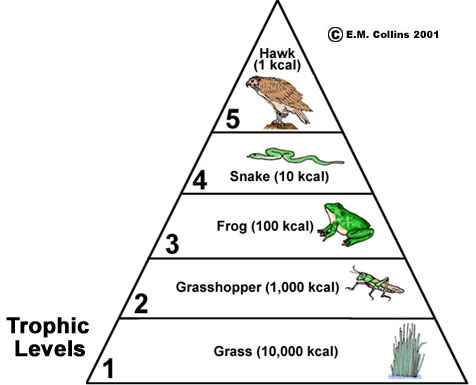 © E.M. Collins 2001
Hawk
(1 kcal)
5
4
Snake (10 kcal)
3
Frog (100 kcal)
2
Grasshopper (1,000 kcal)
Trophic
Levels
1
Grass (10,000 kcal)